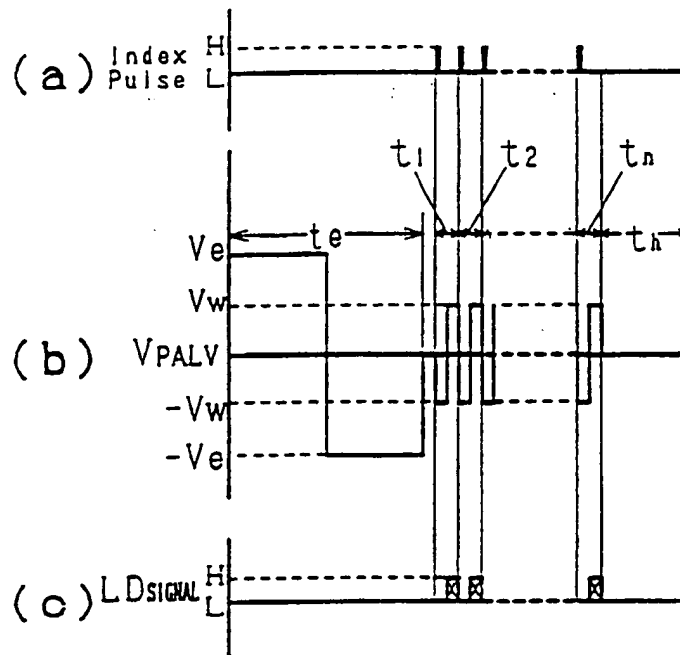 (a) Index Pulse H L
t1 t2 tn
te th
Ve
Vw
(b) VPALV
-Vw
-Ve
(c) LDSIGNAL H L